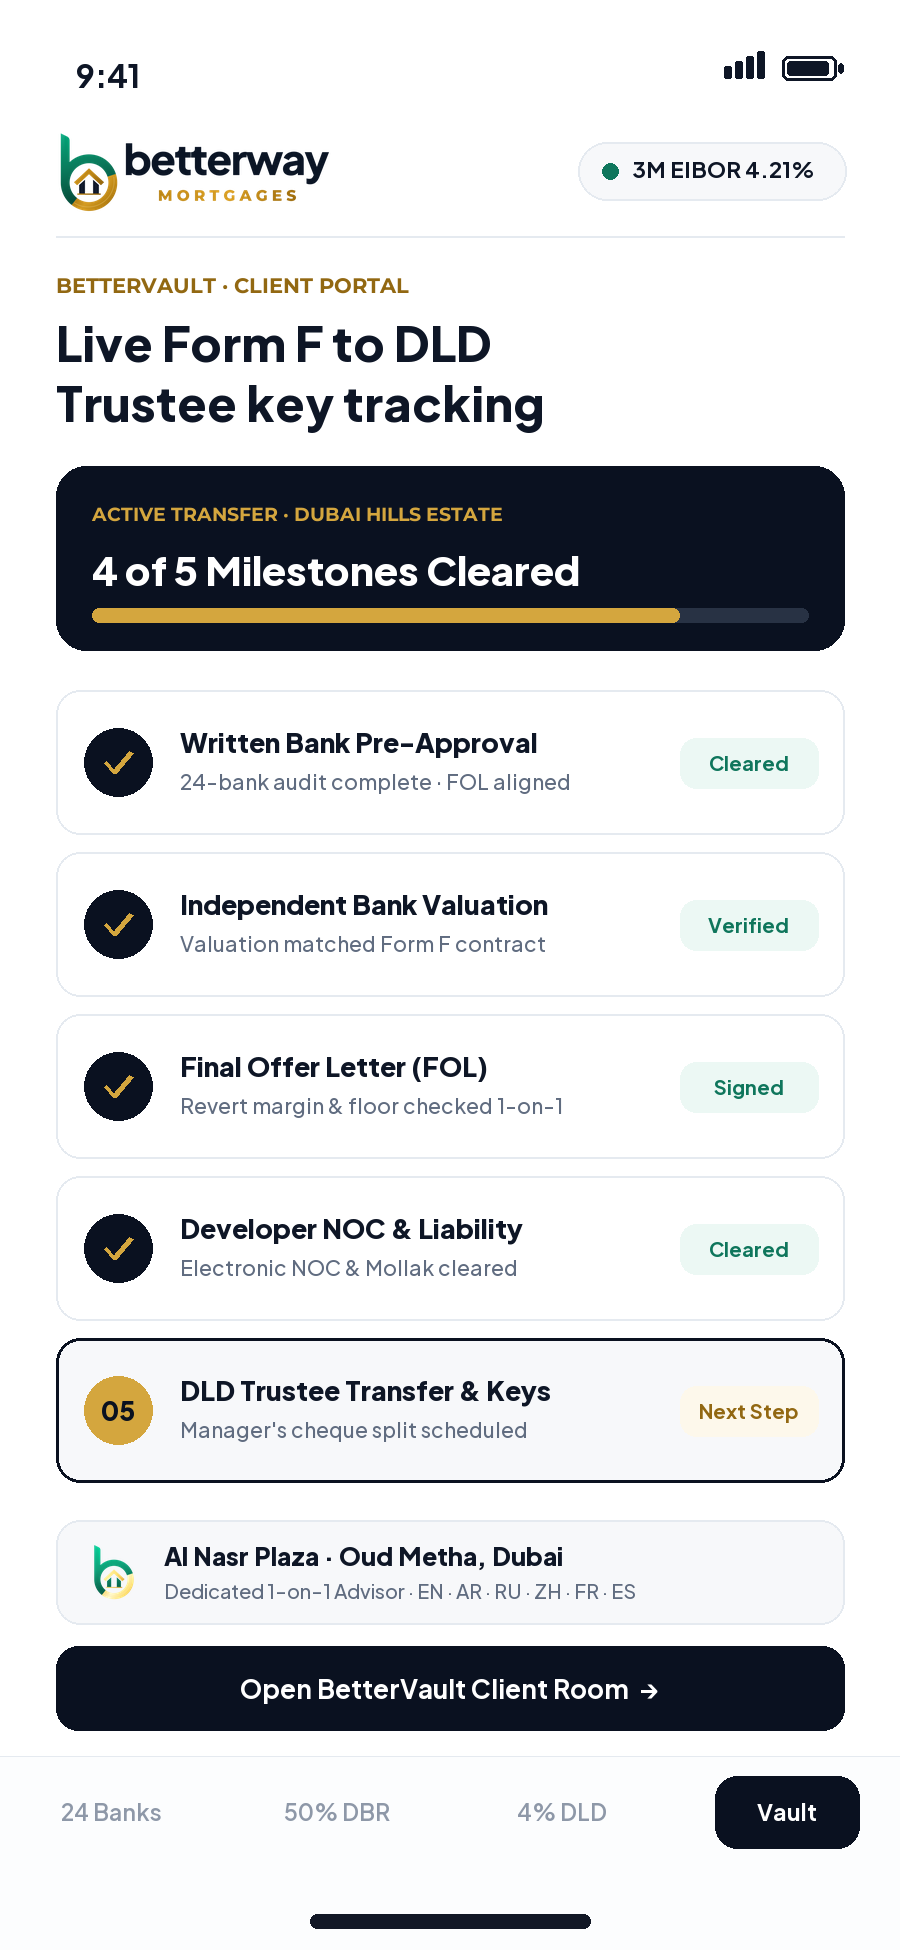 9:41
betterway
MORTGAGES
3M EIBOR 4.21%
BETTERVAULT · CLIENT PORTAL
Live Form F to DLD
Trustee key tracking
ACTIVE TRANSFER · DUBAI HILLS ESTATE
4 of 5 Milestones Cleared
Written Bank Pre-Approval
24-bank audit complete · FOL aligned
Cleared
Independent Bank Valuation
Valuation matched Form F contract
Verified
Final Offer Letter (FOL)
Revert margin & floor checked 1-on-1
Signed
Developer NOC & Liability
Electronic NOC & Mollak cleared
Cleared
05
DLD Trustee Transfer & Keys
Manager's cheque split scheduled
Next Step
Al Nasr Plaza · Oud Metha, Dubai
Dedicated 1-on-1 Advisor · EN · AR · RU · ZH · FR · ES
Open BetterVault Client Room →
24 Banks
50% DBR
4% DLD
Vault